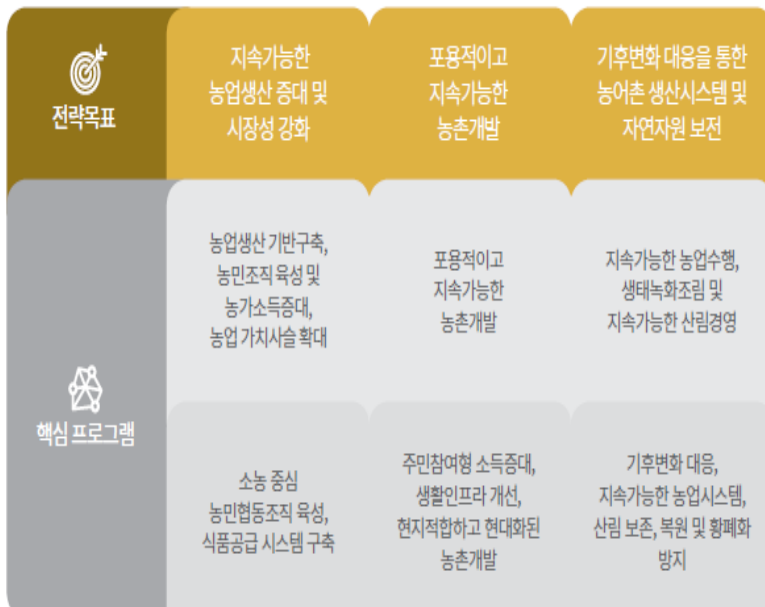 전략목표
지속가능한
농업생산 증대 및
시장성 강화
포용적이고
지속가능한
농촌개발
기후변화 대응을 통한
농어촌 생산시스템 및
자연자원 보전
핵심 프로그램
농업생산 기반구축,
농민조직 육성 및
농가소득증대,
농업 가치사슬 확대
포용적이고
지속가능한
농촌개발
지속가능한 농업수행,
생태녹화조림 및
지속가능한 산림경영
소농 중심
농민협동조직 육성,
식품공급 시스템 구축
주민참여형 소득증대,
생활인프라 개선,
현지적합하고 현대화된
농촌개발
기후변화 대응,
지속가능한 농업시스템,
산림 보존, 복원 및 황폐화
방지